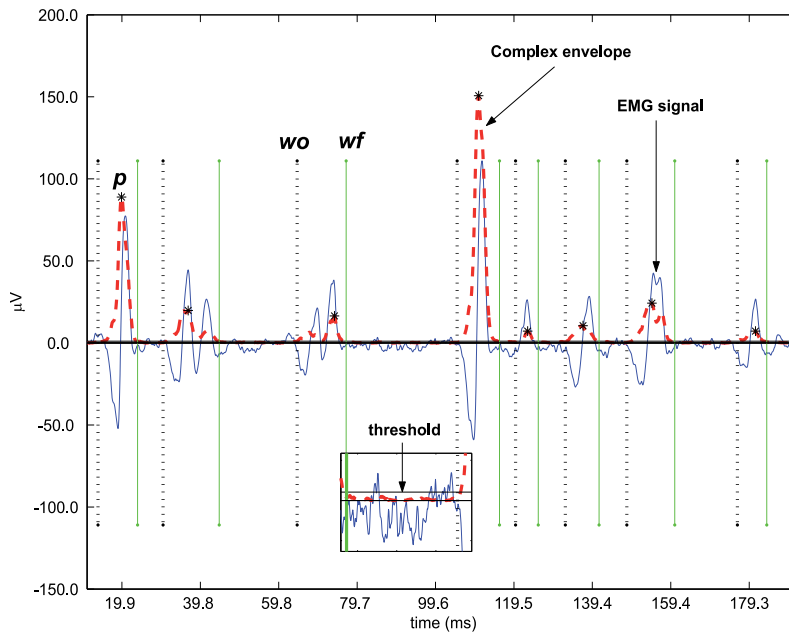 200.0
150.0
100.0
50.0
0.0
-50.0
-100.0
-150.0
µV
Complex envelope
EMG signal
p
wo
wf
threshold
19.9 39.8 59.8 79.7 99.6 119.5 139.4 159.4 179.3
time (ms)